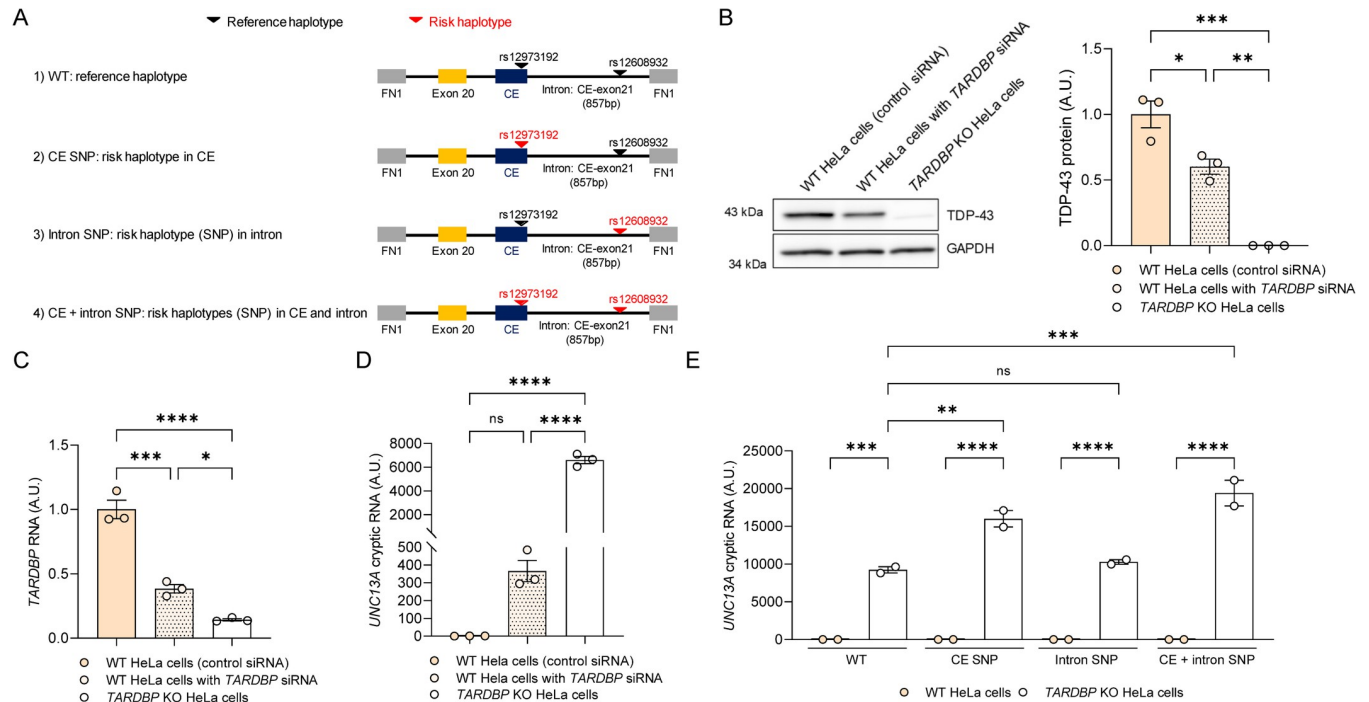 A
Reference haplotype
Risk haplotype
1) WT: reference haplotype
rs12973192
rs12608932
FN1
Exon 20
CE
Intron: CE-exon21
(857bp)
FN1
2) CE SNP: risk haplotype in CE
rs12973192
rs12608932
FN1
Exon 20
CE
Intron: CE-exon21
(857bp)
FN1
3) Intron SNP: risk haplotype (SNP) in intron
rs12973192
rs12608932
FN1
Exon 20
CE
Intron: CE-exon21
(857bp)
FN1
4) CE + intron SNP: risk haplotypes (SNP) in CE and intron
rs12973192
rs12608932
FN1
Exon 20
CE
Intron: CE-exon21
(857bp)
FN1
B
WT HeLa cells (control siRNA)
WT HeLa cells with TARDBP siRNA
TARDBP KO HeLa cells
43 kDa
TDP-43
34 kDa
GAPDH
TDP-43 protein (A.U.)
1.5
1.0
0.5
0.0
***
*
**
WT HeLa cells (control siRNA)
WT HeLa cells with TARDBP siRNA
TARDBP KO HeLa cells
C
TARDBP RNA (A.U.)
1.5
1.0
0.5
0.0
****
***
*
WT HeLa cells (control siRNA)
WT HeLa cells with TARDBP siRNA
TARDBP KO HeLa cells
D
UNC13A cryptic RNA (A.U.)
8000
6000
4000
2000
500
400
300
200
100
0
****
ns
****
WT Hela cells (control siRNA)
WT HeLa cells with TARDBP siRNA
TARDBP KO HeLa cells
E
UNC13A cryptic RNA (A.U.)
25000
20000
15000
10000
5000
0
***
ns
**
***
****
****
****
WT
CE SNP
Intron SNP
CE + intron SNP
WT HeLa cells
TARDBP KO HeLa cells